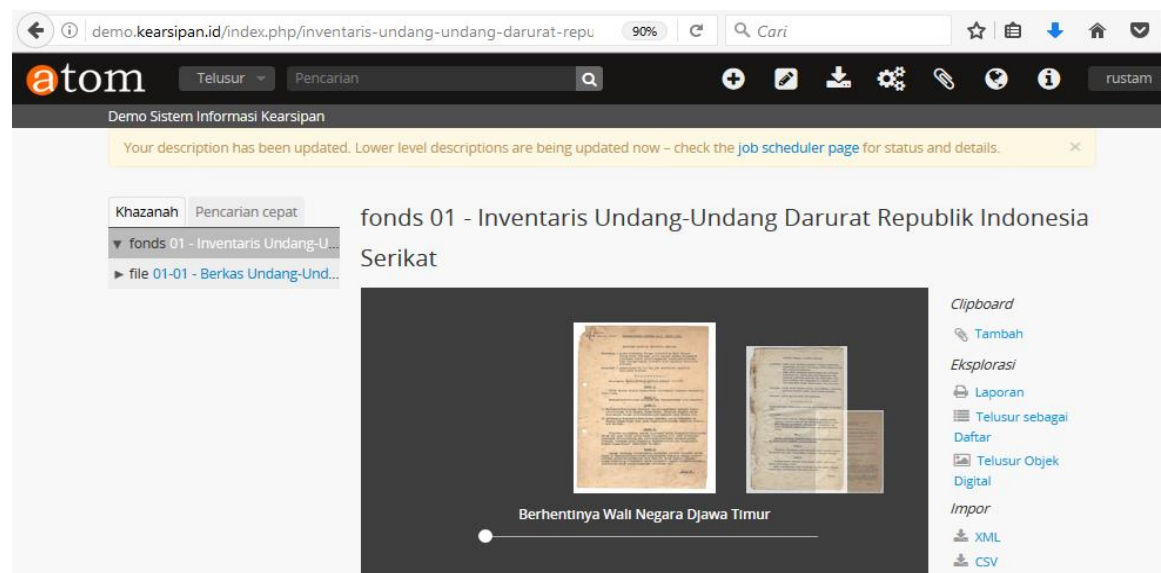 demo.kearsipan.id/index.php/inventaris-undang-undang-darurat-repu
90%
Cari
atom
Telusur
Pencarian
rustam
Demo Sistem Informasi Kearsipan
Your description has been updated. Lower level descriptions are being updated now – check the job scheduler page for status and details.
Khazanah
Pencarian cepat
fonds 01 - Inventaris Undang-U...
file 01-01 - Berkas Undang-Und...
fonds 01 - Inventaris Undang-Undang Darurat Republik Indonesia
Serikat
Berhentinya Wali Negara Djawa Timur
Clipboard
Tambah
Eksplorasi
Laporan
Telusur sebagai
Daftar
Telusur Objek
Digital
Impor
XML
CSV